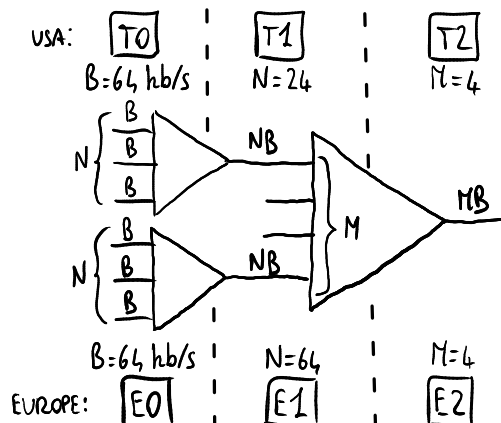 USA: T0 T1 T2
B=64 kb/s N=24 M=4
B
NB
N B
B
MB
M
B
N B NB
B
B=64 kb/s N=64 M=4
EUROPE: E0 E1 E2